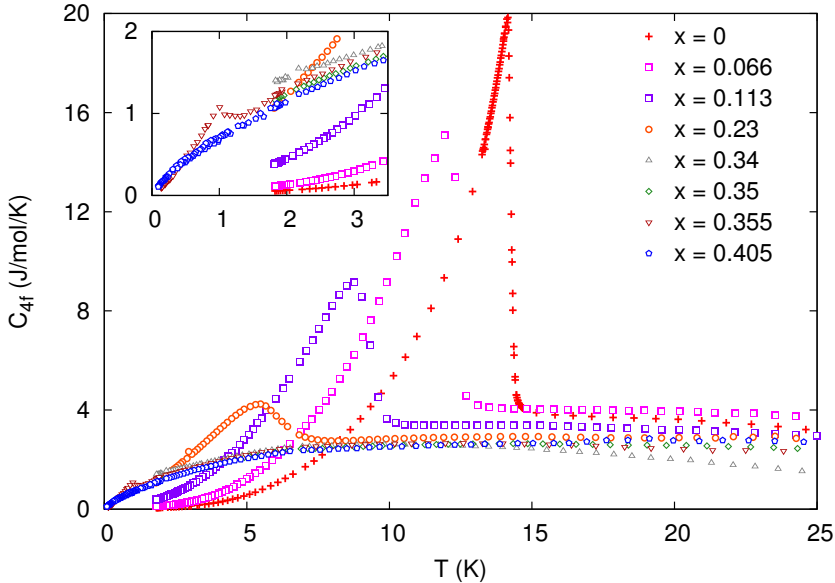 C4f (J/mol/K)
20
16
12
8
4
0
2
1
0
0
1
2
3
x = 0
x = 0.066
x = 0.113
x = 0.23
x = 0.34
x = 0.35
x = 0.355
x = 0.405
0
5
10
15
20
25
T (K)